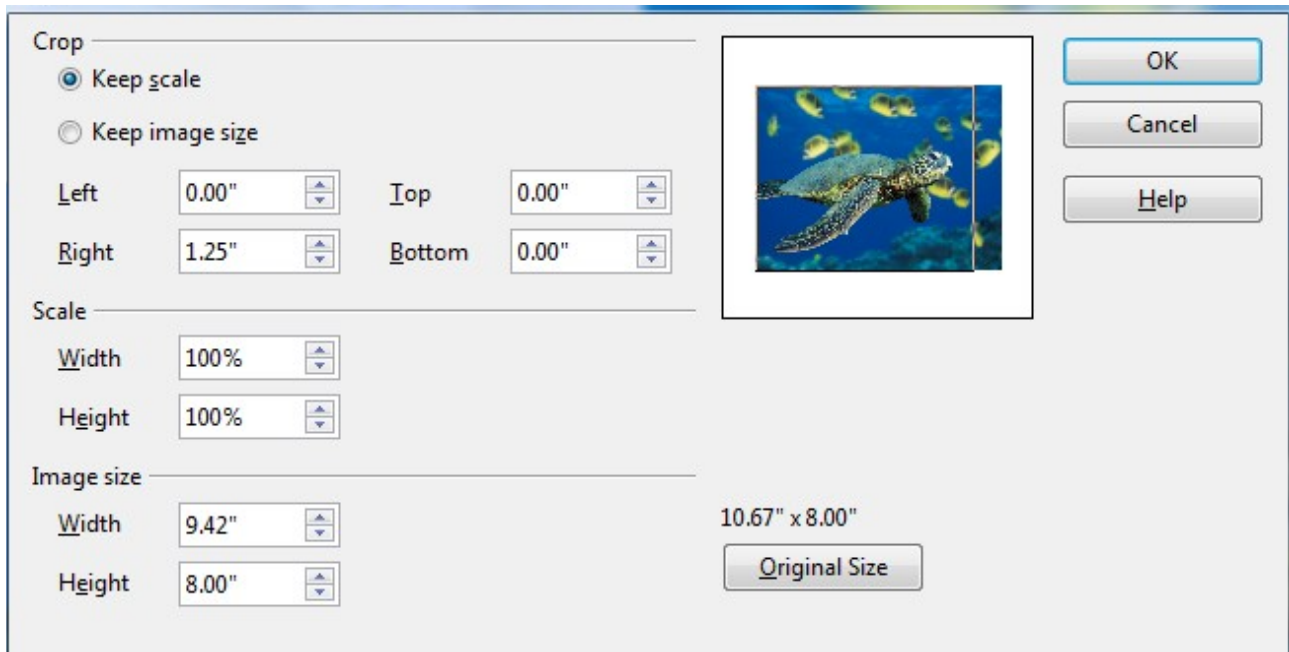 Crop
Keep scale
Keep image size
Left 0.00" Top 0.00"
Right 1.25" Bottom 0.00"
Scale
Width 100%
Height 100%
Image size
Width 9.42"
Height 8.00"
10.67" x 8.00"
Original Size
OK
Cancel
Help